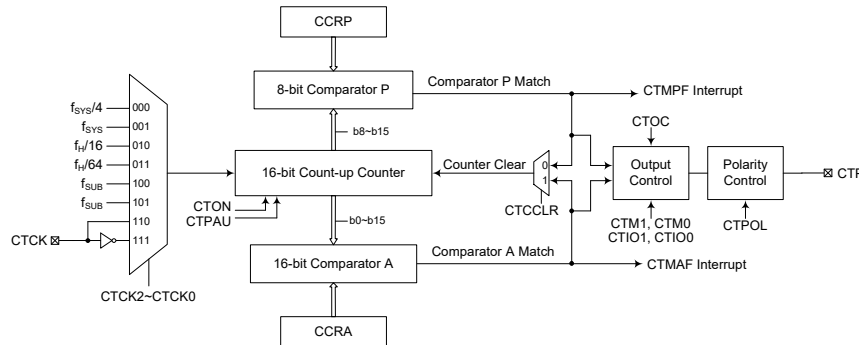 CCRP
8-bit Comparator P
Comparator P Match
CTMPF Interrupt
b8~b15
fSYS/4 000
fSYS 001
fH/16 010
fH/64 011
fSUB 100
fSUB 101
110
CTCK 111
CTCK2~CTCK0
16-bit Count-up Counter
Counter Clear
0
1
CTCCLR
CTON
CTPAU
b0~b15
CTOC
Output
Control
CTM1, CTM0
CTIO1, CTIO0
Polarity
Control
CTPOL
16-bit Comparator A
Comparator A Match
CTMAF Interrupt
CCRA